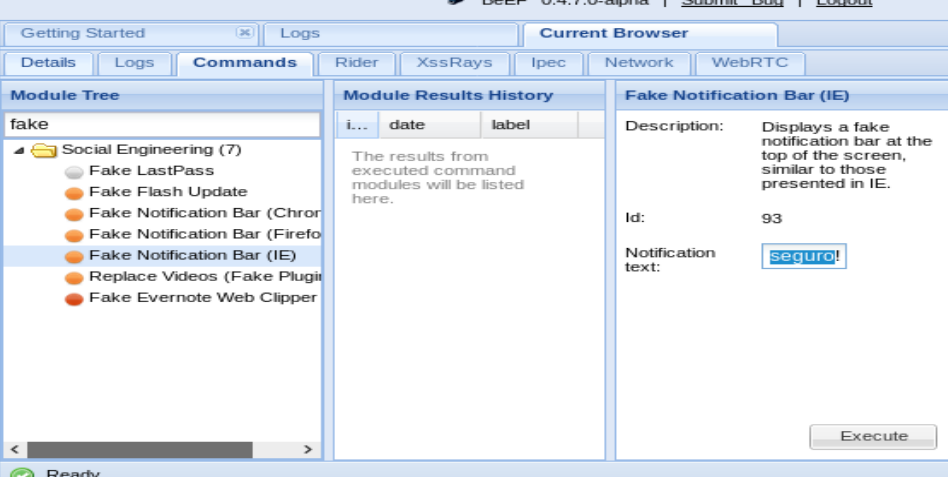 BeEF 0.4.7.0-alpha | Submit Bug | Logout
Getting Started
Logs
Current Browser
Details
Logs
Commands
Rider
XssRays
Ipec
Network
WebRTC
Module Tree
fake
Social Engineering (7)
Fake LastPass
Fake Flash Update
Fake Notification Bar (Chror
Fake Notification Bar (Firefo
Fake Notification Bar (IE)
Replace Videos (Fake Plugin
Fake Evernote Web Clipper
Module Results History
i... date label
The results from
executed command
modules will be listed
here.
Fake Notification Bar (IE)
Description:
Displays a fake
notification bar at the
top of the screen,
similar to those
presented in IE.
Id:
93
Notification
text:
seguro!
Execute
Ready